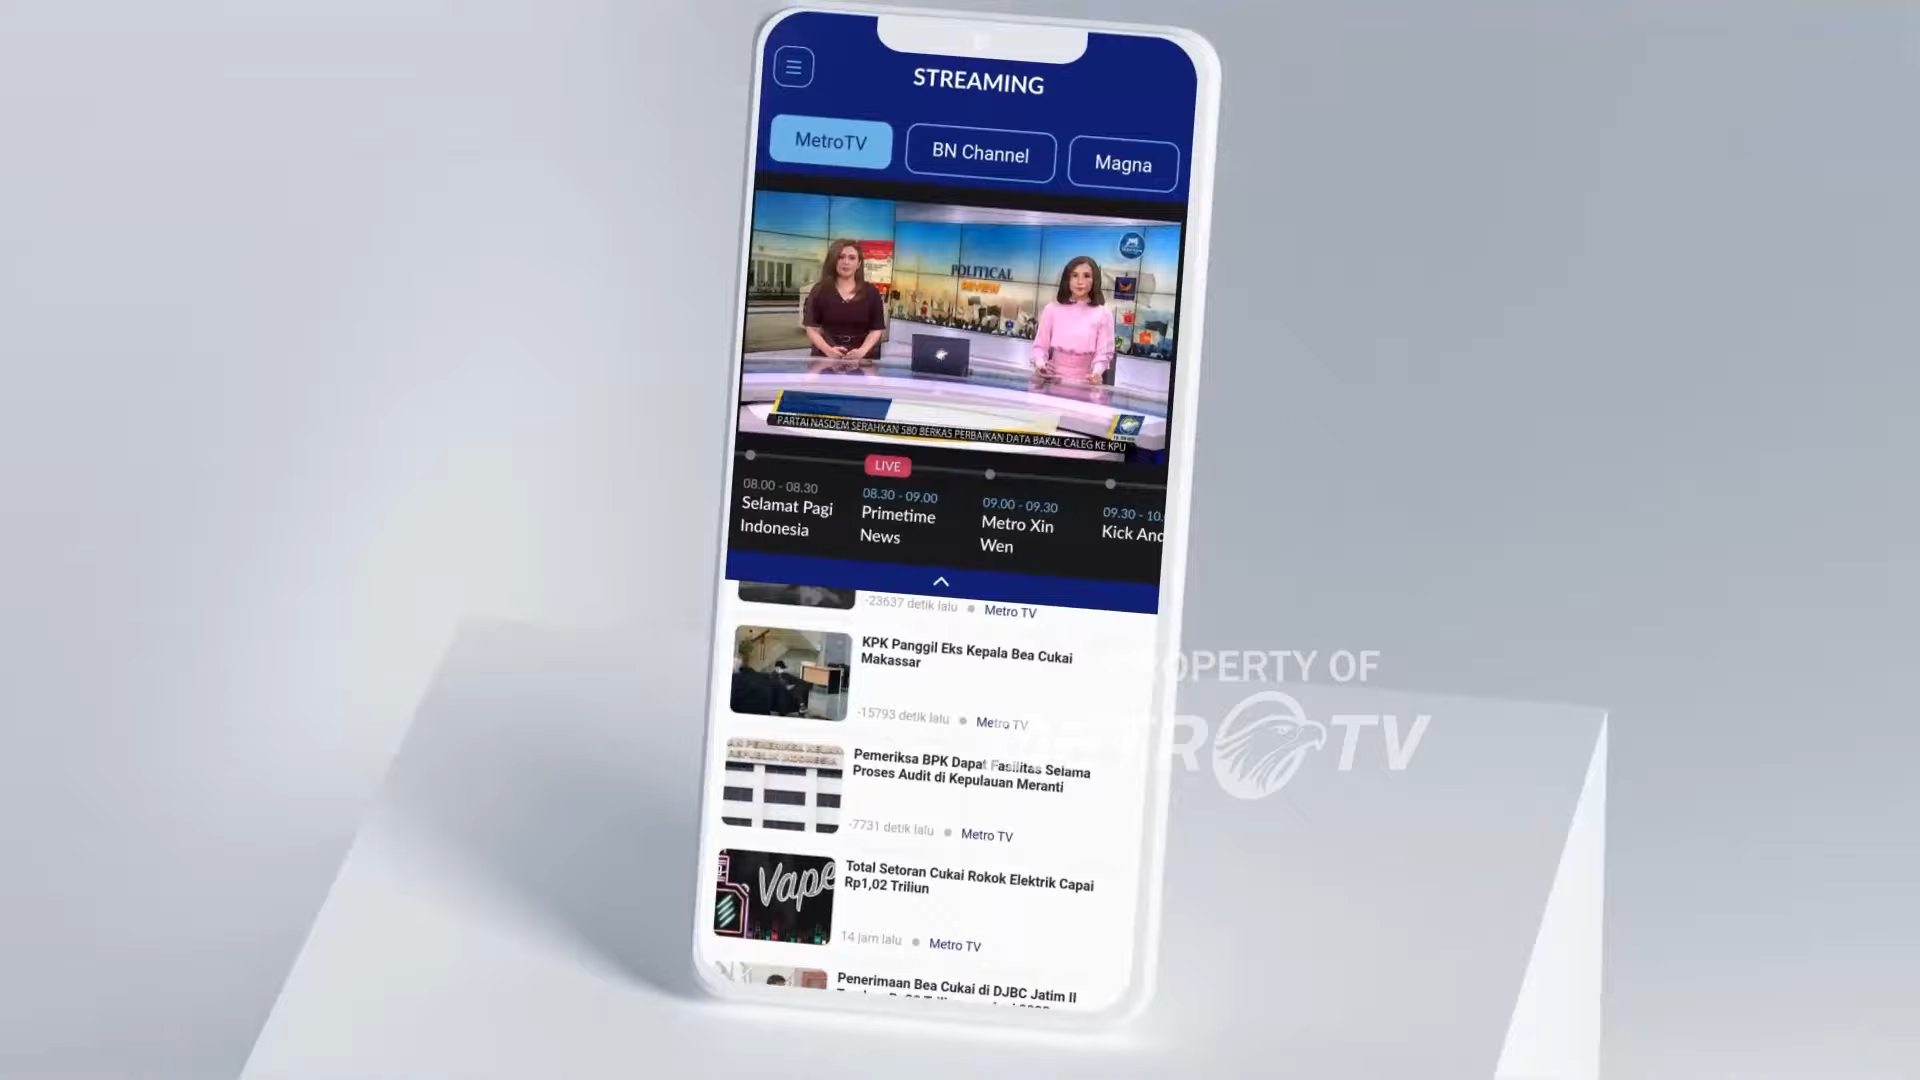 STREAMING
MetroTV
BN Channel
Magna
POLITICAL
REVIEW
PARTAI NASDEM SERAHKAN 580 BERKAS PERBAIKAN DATA BAKAL CALEG KE KPU
LIVE
08.00 - 08.30
Selamat Pagi
Indonesia
08.30 - 09.00
Primetime
News
09.00 - 09.30
Metro Xin
Wen
09.30 - 10.
Kick And
-23637 detik lalu
Metro TV
KPK Panggil Eks Kepala Bea Cukai
Makassar
-15793 detik lalu
Metro TV
Pemeriksa BPK Dapat Fasilitas Selama
Proses Audit di Kepulauan Meranti
-7731 detik lalu
Metro TV
Vape
Total Setoran Cukai Rokok Elektrik Capai
Rp1,02 Triliun
14 jam lalu
Metro TV
Penerimaan Bea Cukai di DJBC Jatim II
PROPERTY OF
METRO TV